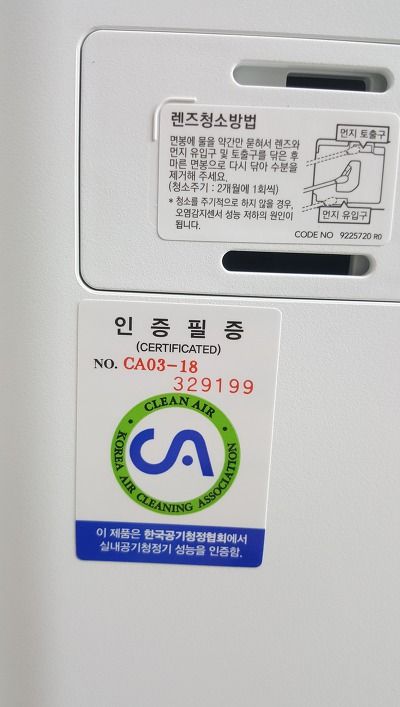 렌즈청소방법
면봉에 물을 약간만 묻혀서 렌즈와
먼지 유입구 및 토출구를 닦은 후
마른 면봉으로 다시 닦아 수분을
제거해 주세요.
(청소주기 : 2개월에 1회씩)
* 청소를 주기적으로 하지 않을 경우,
오염감지센서 성능 저하의 원인이
됩니다.
먼지 토출구
먼지 유입구
CODE NO 9225720 R0
인 증 필 증
(CERTIFICATED)
NO. CA03-18
329199
CLEAN AIR
CA
KOREA AIR CLEANING ASSOCIATION
이 제품은 한국공기청정협회에서
실내공기청정기 성능을 인증함.